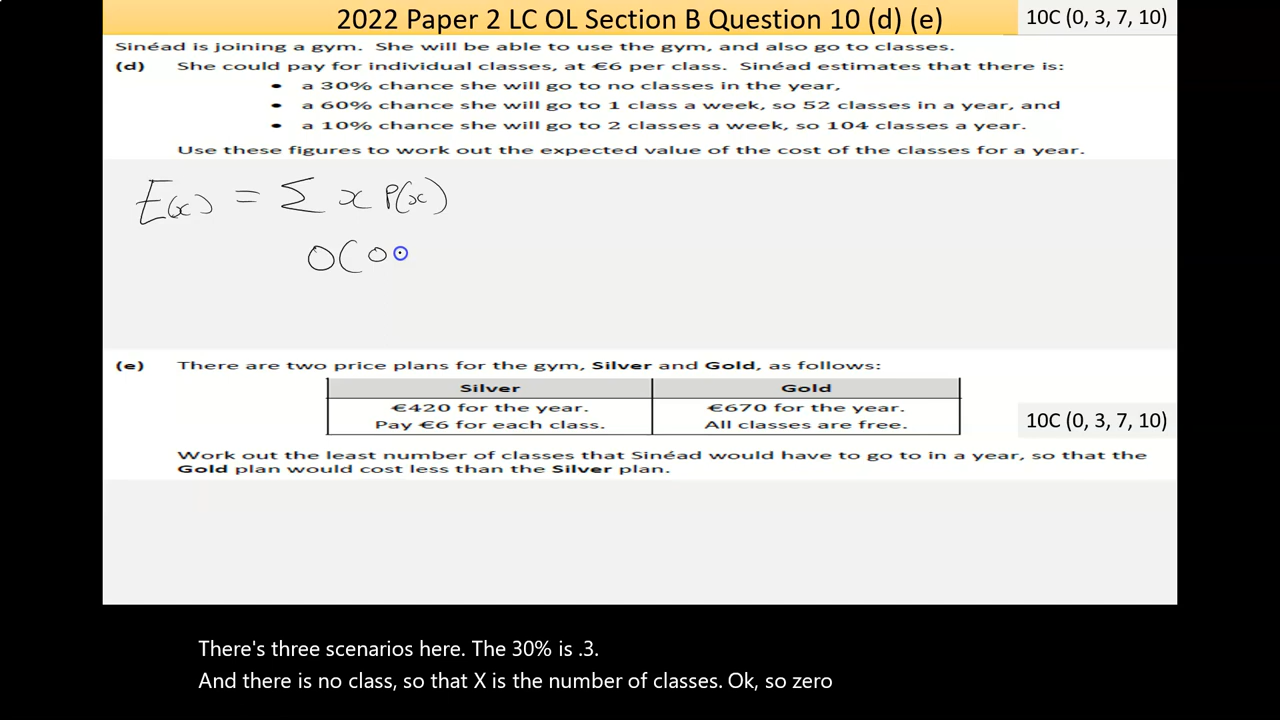 2022 Paper 2 LC OL Section B Question 10 (d) (e)
10C (0, 3, 7, 10)
Sinéad is joining a gym. She will be able to use the gym, and also go to classes.
(d) She could pay for individual classes, at €6 per class. Sinéad estimates that there is:
• a 30% chance she will go to no classes in the year,
• a 60% chance she will go to 1 class a week, so 52 classes in a year, and
• a 10% chance she will go to 2 classes a week, so 104 classes a year.
Use these figures to work out the expected value of the cost of the classes for a year.
E(x) = Σ x P(x)
0(0
(e) There are two price plans for the gym, Silver and Gold, as follows:
Silver Gold
€420 for the year. €670 for the year.
Pay €6 for each class. All classes are free.
10C (0, 3, 7, 10)
Work out the least number of classes that Sinéad would have to go to in a year, so that the
Gold plan would cost less than the Silver plan.
There's three scenarios here. The 30% is .3.
And there is no class, so that X is the number of classes. Ok, so zero